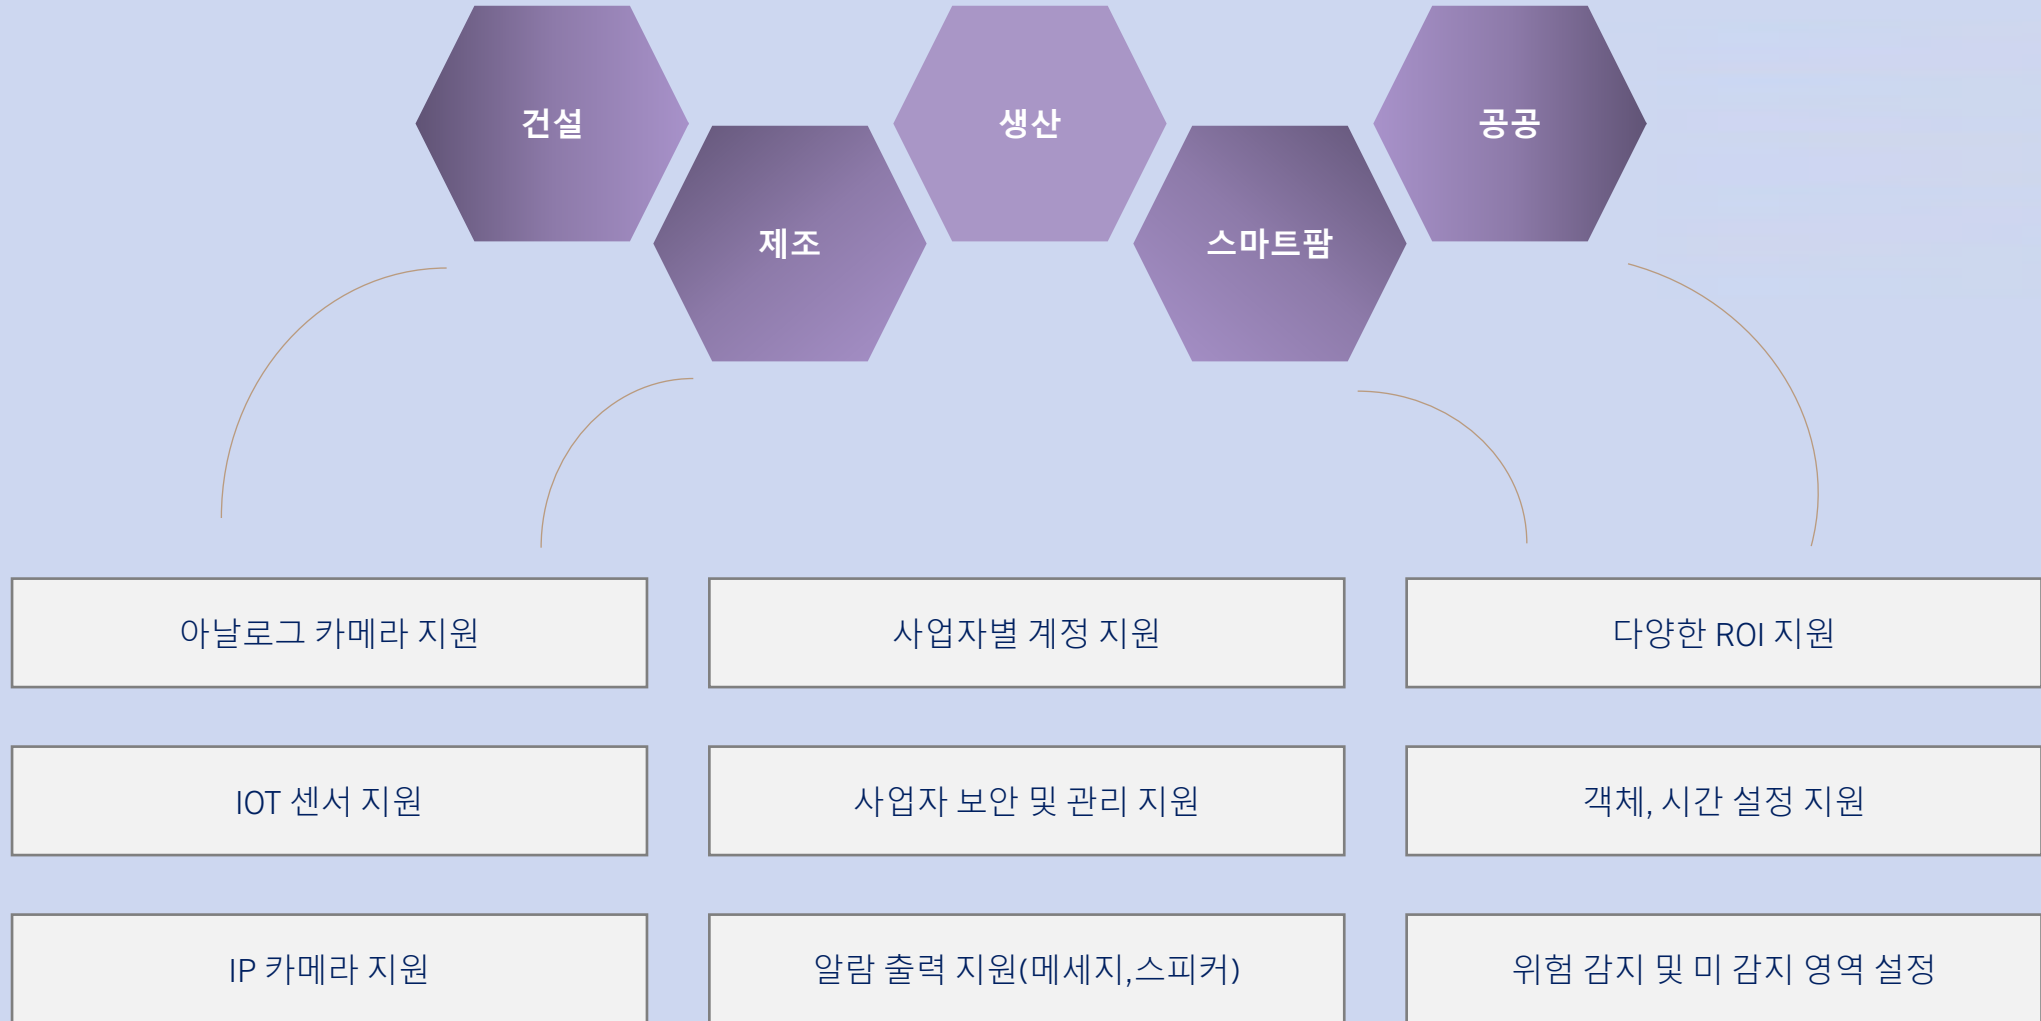 건설
제조
생산
스마트팜
공공
아날로그 카메라 지원
사업자별 계정 지원
다양한 ROI 지원
IOT 센서 지원
사업자 보안 및 관리 지원
객체, 시간 설정 지원
IP 카메라 지원
알람 출력 지원(메세지,스피커)
위험 감지 및 미 감지 영역 설정